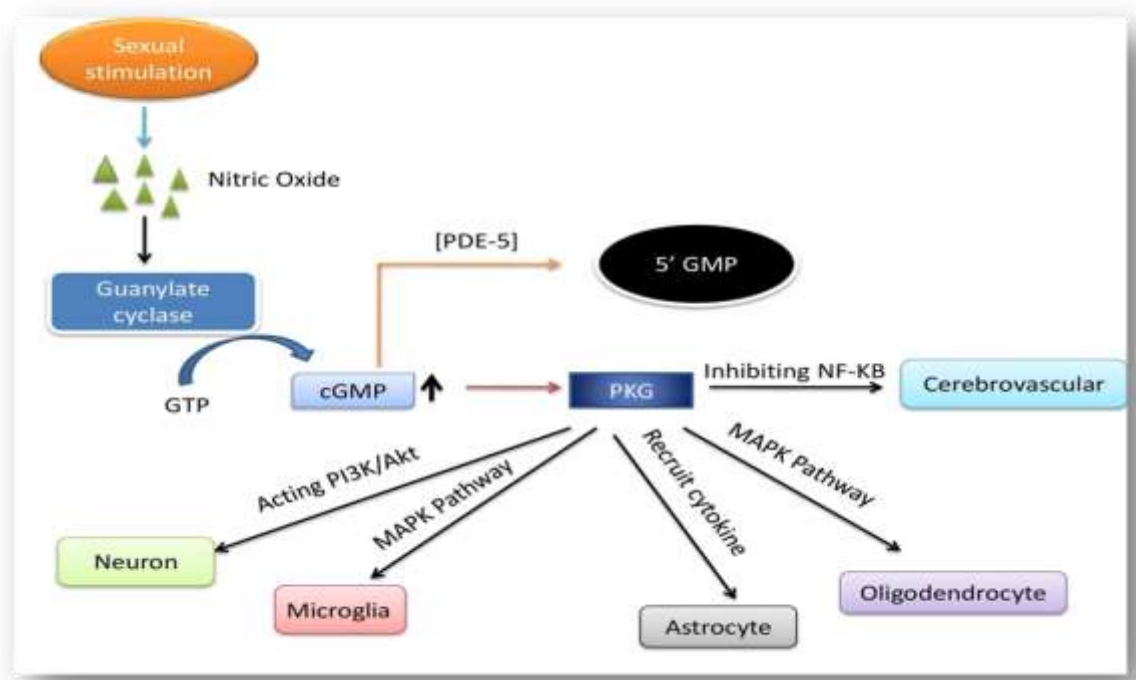 Sexual
stimulation
Nitric Oxide
[PDE-5]
5’ GMP
Guanylate
cyclase
GTP
cGMP
PKG
Inhibiting NF-KB
Cerebrovascular
Acting PI3K/Akt
MAPK Pathway
Recruit cytokine
MAPK Pathway
Neuron
Microglia
Astrocyte
Oligodendrocyte